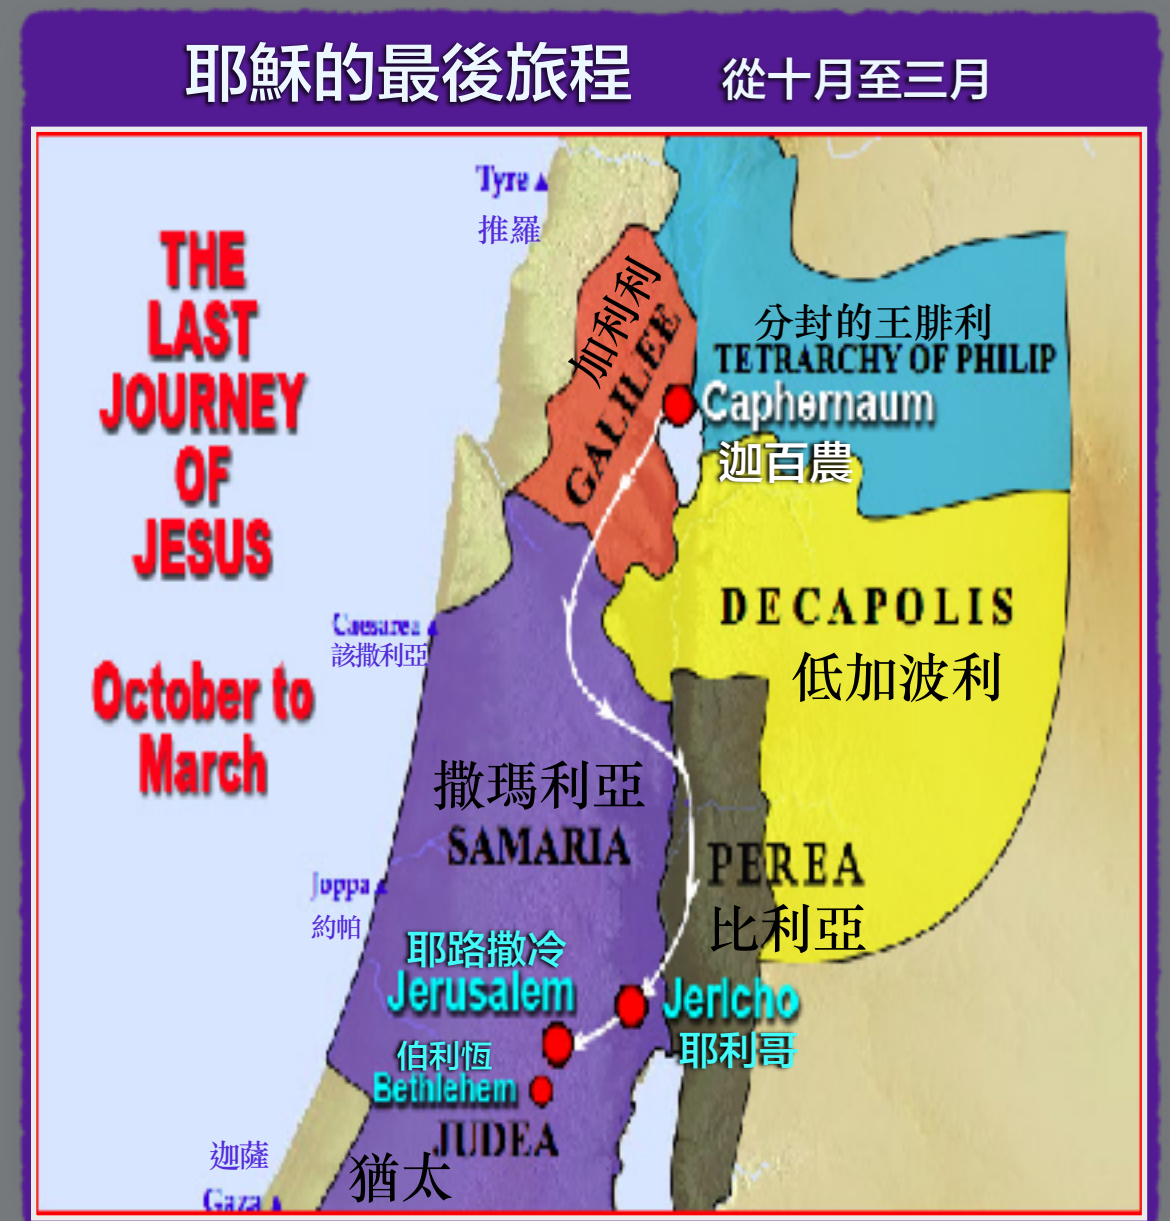 耶穌的最後旅程 從十月至三月
Tyre
推羅
THE
LAST
JOURNEY
OF
JESUS
October to
March
加利利
GALILEE
分封的王腓利
TETRARCHY OF PHILIP
Caphernaum
迦百農
DECAPOLIS
低加波利
Caesarea
該撒利亞
撒瑪利亞
SAMARIA
PEREA
比利亞
Joppa
約帕
耶路撒冷
Jerusalem
Jericho
耶利哥
伯利恆
Bethlehem
JUDEA
猶太
迦薩
Gaza